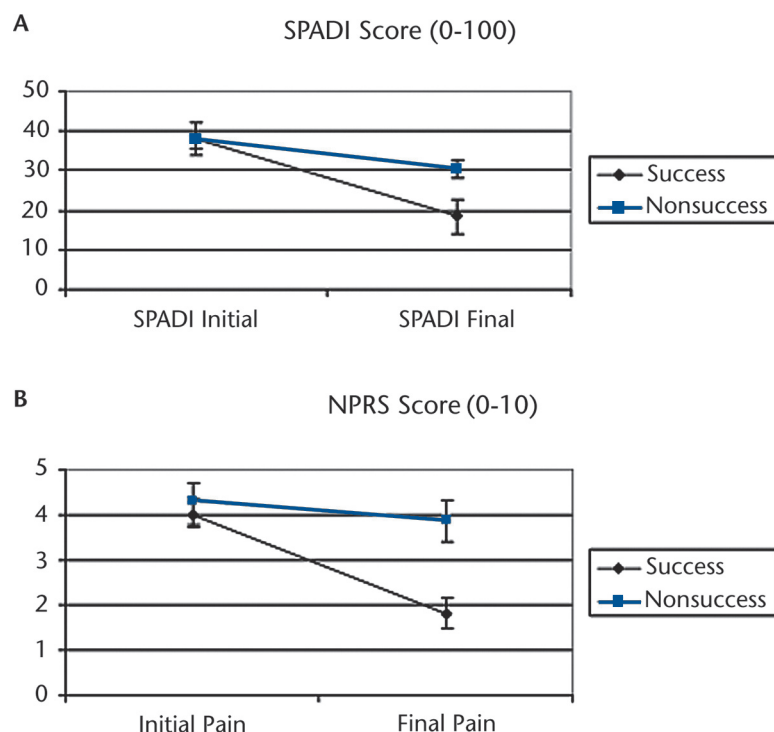 A
SPADI Score (0-100)
50
40
30
20
10
0
SPADI Initial
SPADI Final
Success
Nonsuccess
B
NPRS Score (0-10)
5
4
3
2
1
0
Initial Pain
Final Pain
Success
Nonsuccess